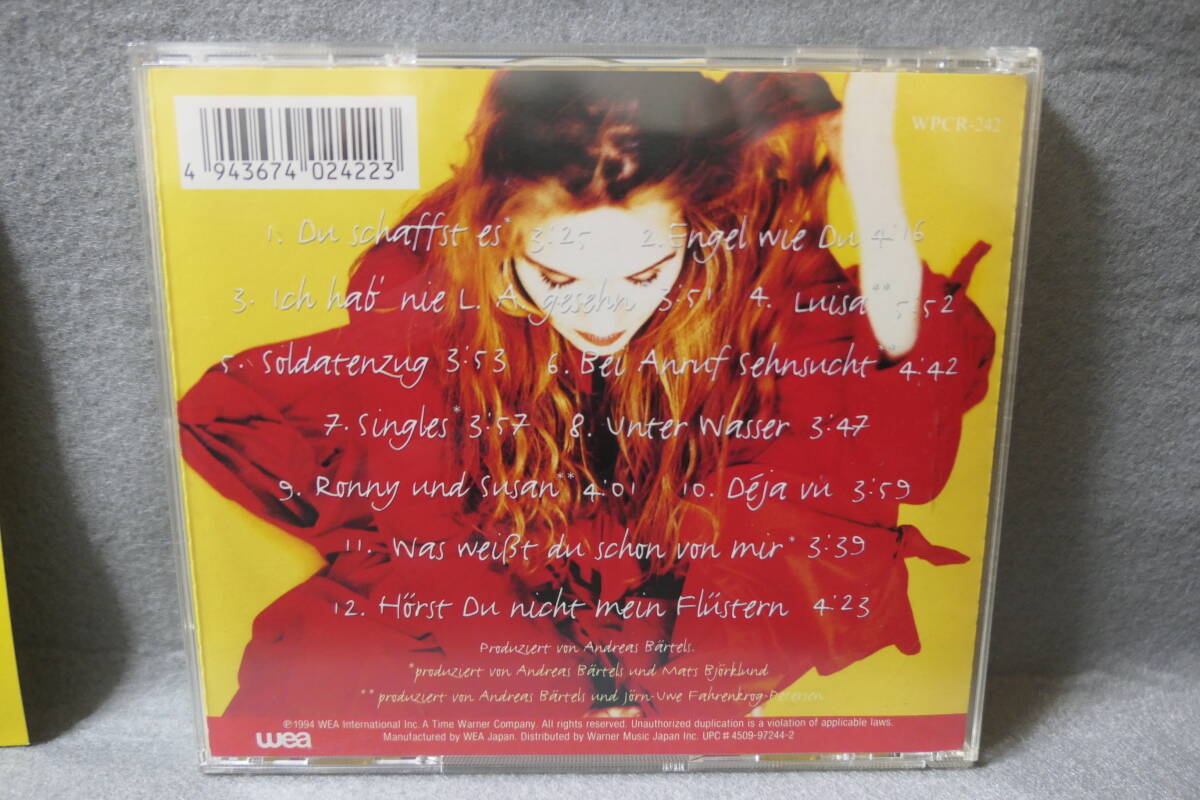 WPCR-242
4 943674 024223
1. Du schaffst es* 3:25 2. Engel wie Du 4:16
3. Ich hab' nie L.A. gesehn* 3:51 4. Luisa** 5:52
5. Soldatenzug 3:53 6. Bei Anruf Sehnsucht** 4:42
7. Singles* 3:57 8. Unter Wasser 3:47
9. Ronny und Susan** 4:01 10. Déja vu 3:59
11. Was weißt du schon von mir* 3:39
12. Hörst Du nicht mein Flüstern 4:23
Produziert von Andreas Bärtels.
*produziert von Andreas Bärtels und Mats Björklund
**produziert von Andreas Bärtels und Jörn-Uwe Fahrenkrog-Petersen
℗1994 WEA International Inc. A Time Warner Company. All rights reserved. Unauthorized duplication is a violation of applicable laws.
Manufactured by WEA Japan. Distributed by Warner Music Japan Inc. UPC # 4509-97244-2
wea